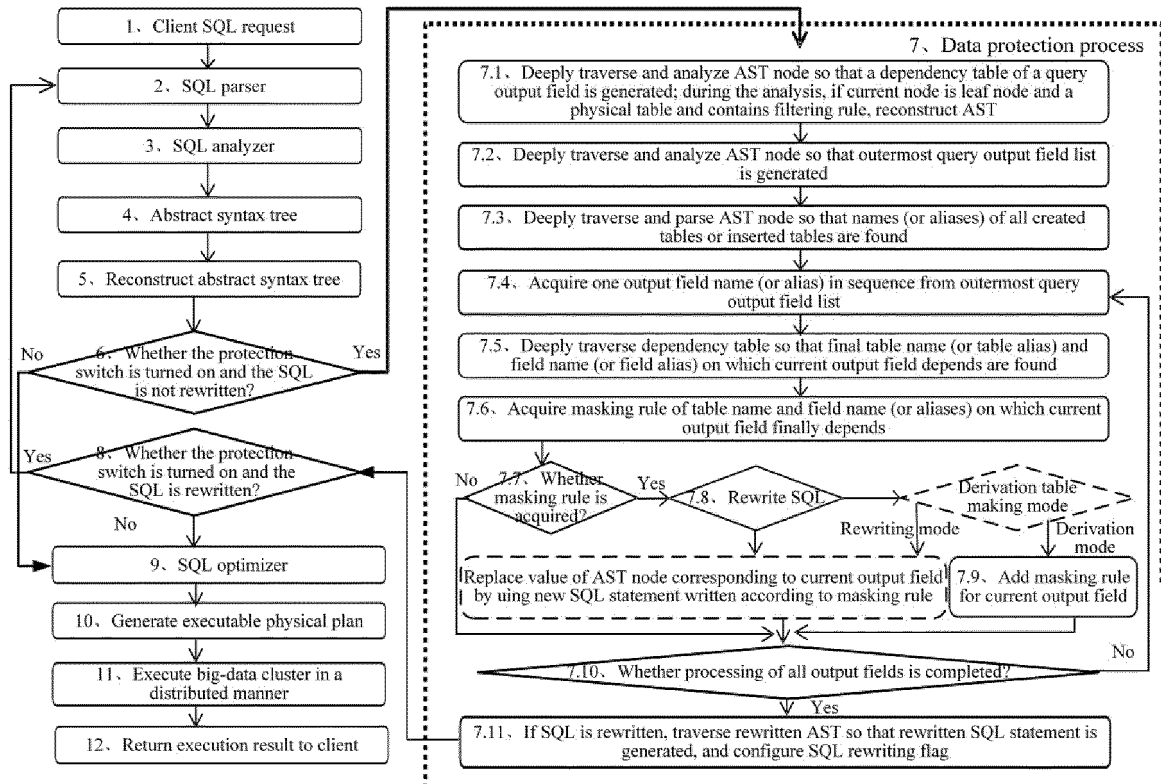 1、Client SQL request
2、SQL parser
3、SQL analyzer
4、Abstract syntax tree
5、Reconstruct abstract syntax tree
No
6、Whether the protection
switch is turned on and the SQL
is not rewritten?
Yes
Yes
8、Whether the protection
switch is turned on and the
SQL is rewritten?
No
9、SQL optimizer
10、Generate executable physical plan
11、Execute big-data cluster in a
distributed manner
12、Return execution result to client
7、Data protection process
7.1、Deeply traverse and analyze AST node so that a dependency table of a query
output field is generated; during the analysis, if current node is leaf node and a
physical table and contains filtering rule, reconstruct AST
7.2、Deeply traverse and analyze AST node so that outermost query output field list
is generated
7.3、Deeply traverse and parse AST node so that names (or aliases) of all created
tables or inserted tables are found
7.4、Acquire one output field name (or alias) in sequence from outermost query
output field list
7.5、Deeply traverse dependency table so that final table name (or table alias) and
field name (or field alias) on which current output field depends are found
7.6、Acquire masking rule of table name and field name (or aliases) on which current
output field finally depends
No
7.7、Whether
masking rule is
acquired?
Yes
7.8、Rewrite SQL
Derivation table
making mode
Rewriting mode
Derivation
mode
Replace value of AST node corresponding to current output field
by uing new SQL statement written according to masking rule
7.9、Add masking rule
for current output field
7.10、Whether processing of all output fields is completed?
No
Yes
7.11、If SQL is rewritten, traverse rewritten AST so that rewritten SQL statement is
generated, and configure SQL rewriting flag